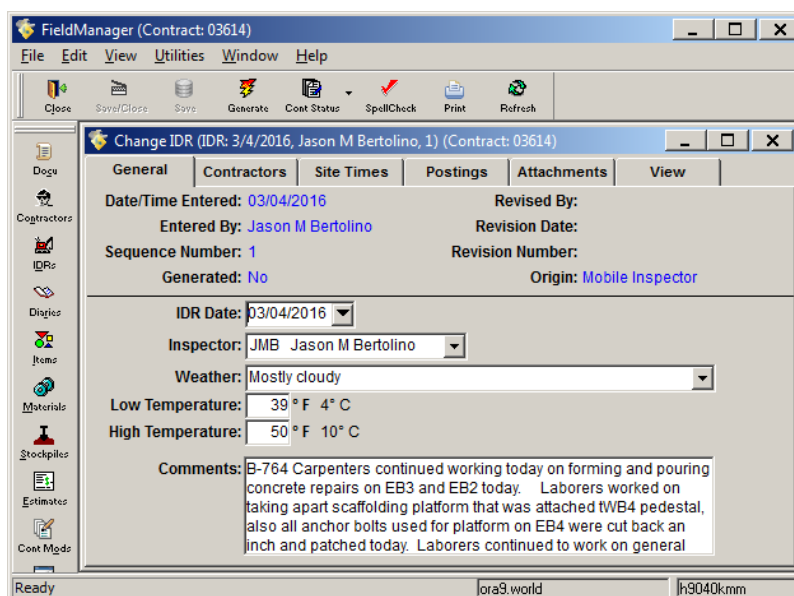 FieldManager (Contract: 03614)
File Edit View Utilities Window Help
Close Save/Close Save Generate Cont Status SpellCheck Print Refresh
Change IDR (IDR: 3/4/2016, Jason M Bertolino, 1) (Contract: 03614)
General Contractors Site Times Postings Attachments View
Docu
Contractors
IDRs
Diaries
Items
Materials
Stockpiles
Estimates
Cont Mods
Date/Time Entered: 03/04/2016 Revised By:
Entered By: Jason M Bertolino Revision Date:
Sequence Number: 1 Revision Number:
Generated: No Origin: Mobile Inspector
IDR Date: 03/04/2016
Inspector: JMB Jason M Bertolino
Weather: Mostly cloudy
Low Temperature: 39 ° F 4° C
High Temperature: 50 ° F 10° C
Comments: B-764 Carpenters continued working today on forming and pouring
concrete repairs on EB3 and EB2 today. Laborers worked on
taking apart scaffolding platform that was attached tWB4 pedestal,
also all anchor bolts used for platform on EB4 were cut back an
inch and patched today. Laborers continued to work on general
Ready ora9.world h9040kmm